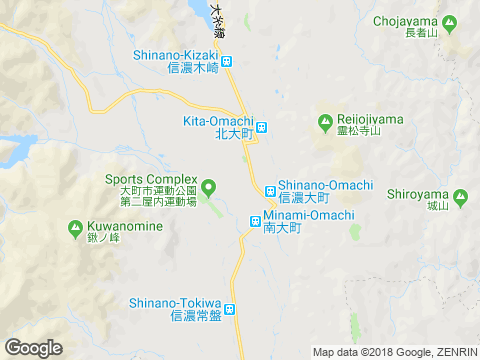 大糸線
Chojayama
長者山
Shinano-Kizaki
信濃木崎
Kita-Omachi
北大町
Reijojiyama
霊松寺山
Sports Complex
大町市運動公園
第二屋内運動場
Shinano-Omachi
信濃大町
Shiroyama
城山
Minami-Omachi
南大町
Kuwanomine
鍬ノ峰
Shinano-Tokiwa
信濃常盤
Google
Map data ©2018 Google, ZENRIN